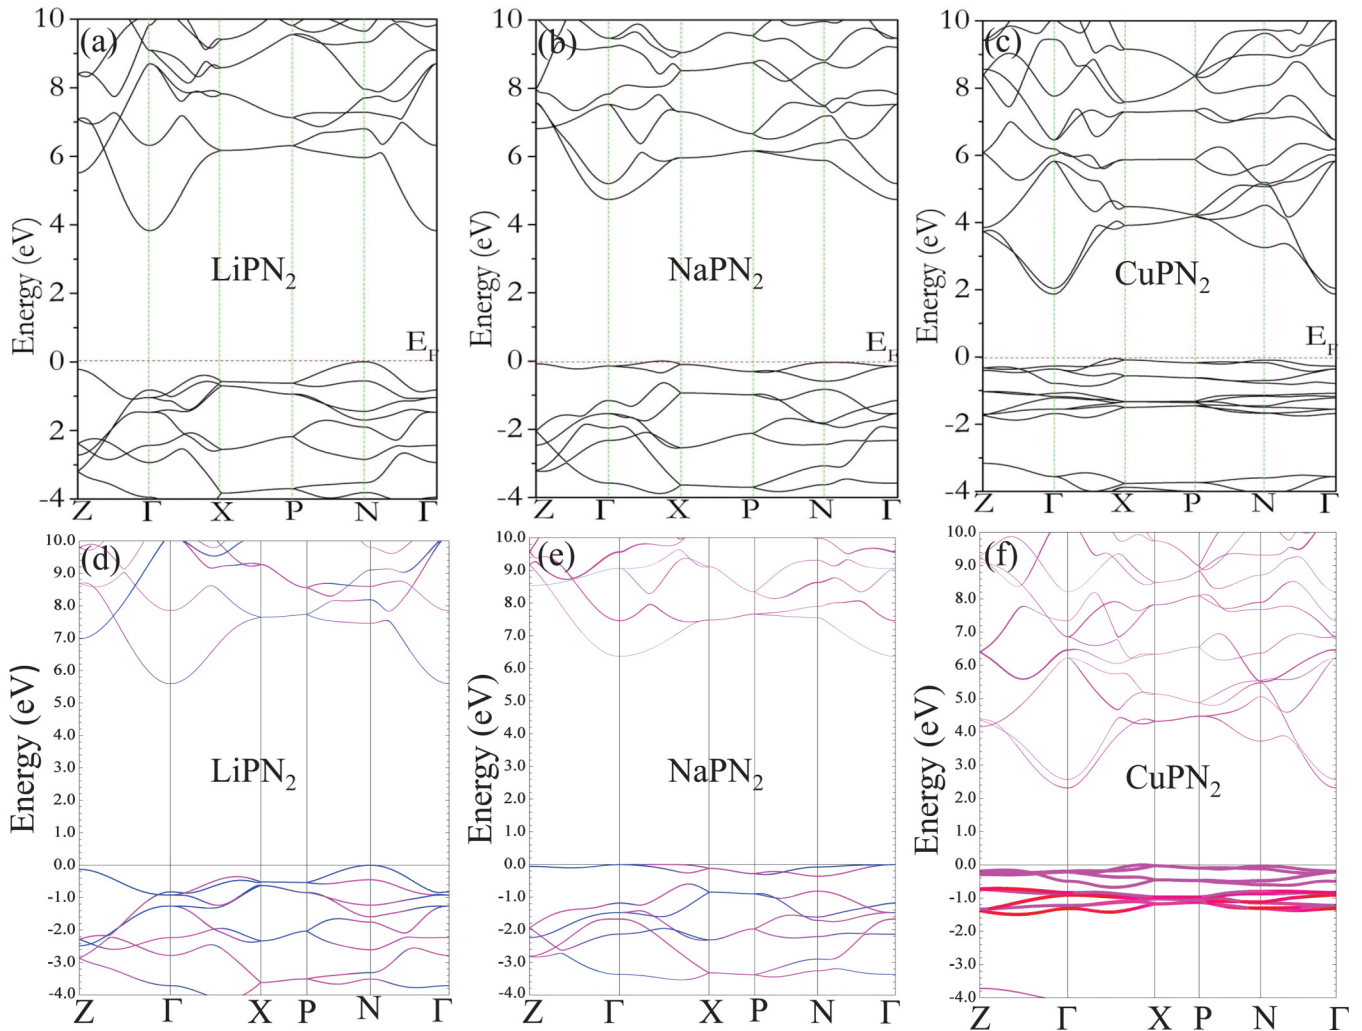 (a)
10
8
6
4
2
0
2
-4
Energy (eV)
LiPN2
EF
Z Γ X P N Γ
(b)
10
8
6
4
2
0
-2
-4
Energy (eV)
NaPN2
EF
Z Γ X P N Γ
(c)
10
8
6
4
2
0
-2
-4
Energy (eV)
CuPN2
EF
Z Γ X P N Γ
(d)
10.0
9.0
8.0
7.0
6.0
5.0
4.0
3.0
2.0
1.0
0.0
-1.0
-2.0
-3.0
-4.0
Energy (eV)
LiPN2
Z Γ X P N Γ
(e)
10.0
9.0
8.0
7.0
6.0
5.0
4.0
3.0
2.0
1.0
0.0
-1.0
-2.0
-3.0
-4.0
Energy (eV)
NaPN2
Z Γ X P N Γ
(f)
10.0
9.0
8.0
7.0
6.0
5.0
4.0
3.0
2.0
1.0
0.0
-1.0
-2.0
-3.0
-4.0
Energy (eV)
CuPN2
Z Γ X P N Γ